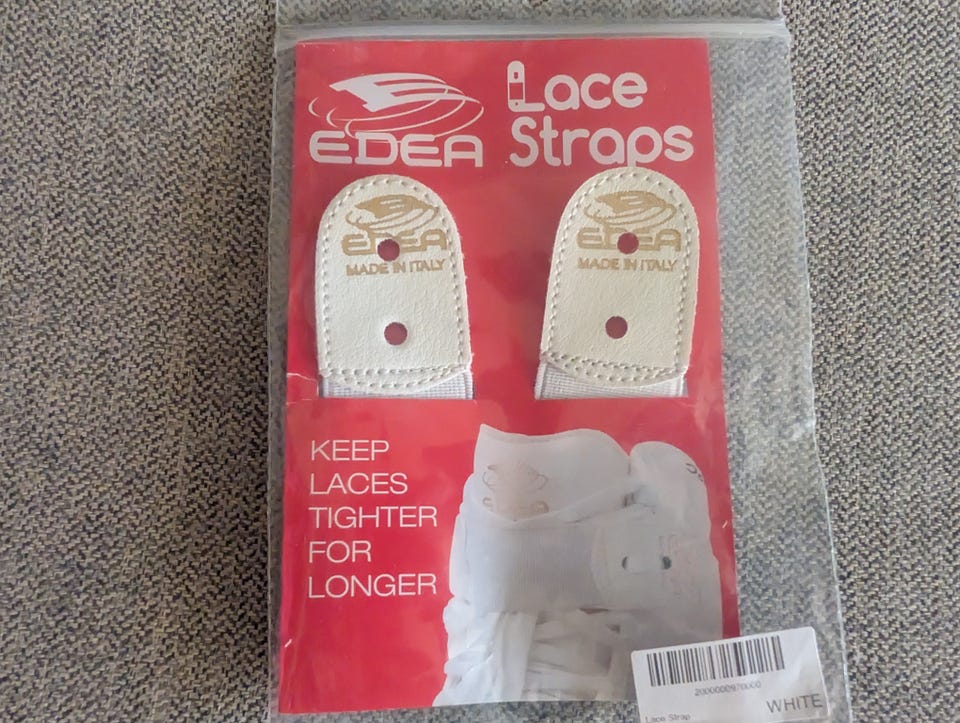 EDEA
Lace
Straps
EDEA
MADE IN ITALY
EDEA
MADE IN ITALY
KEEP
LACES
TIGHTER
FOR
LONGER
EDEA
2000000970000
WHITE
Lace Strap